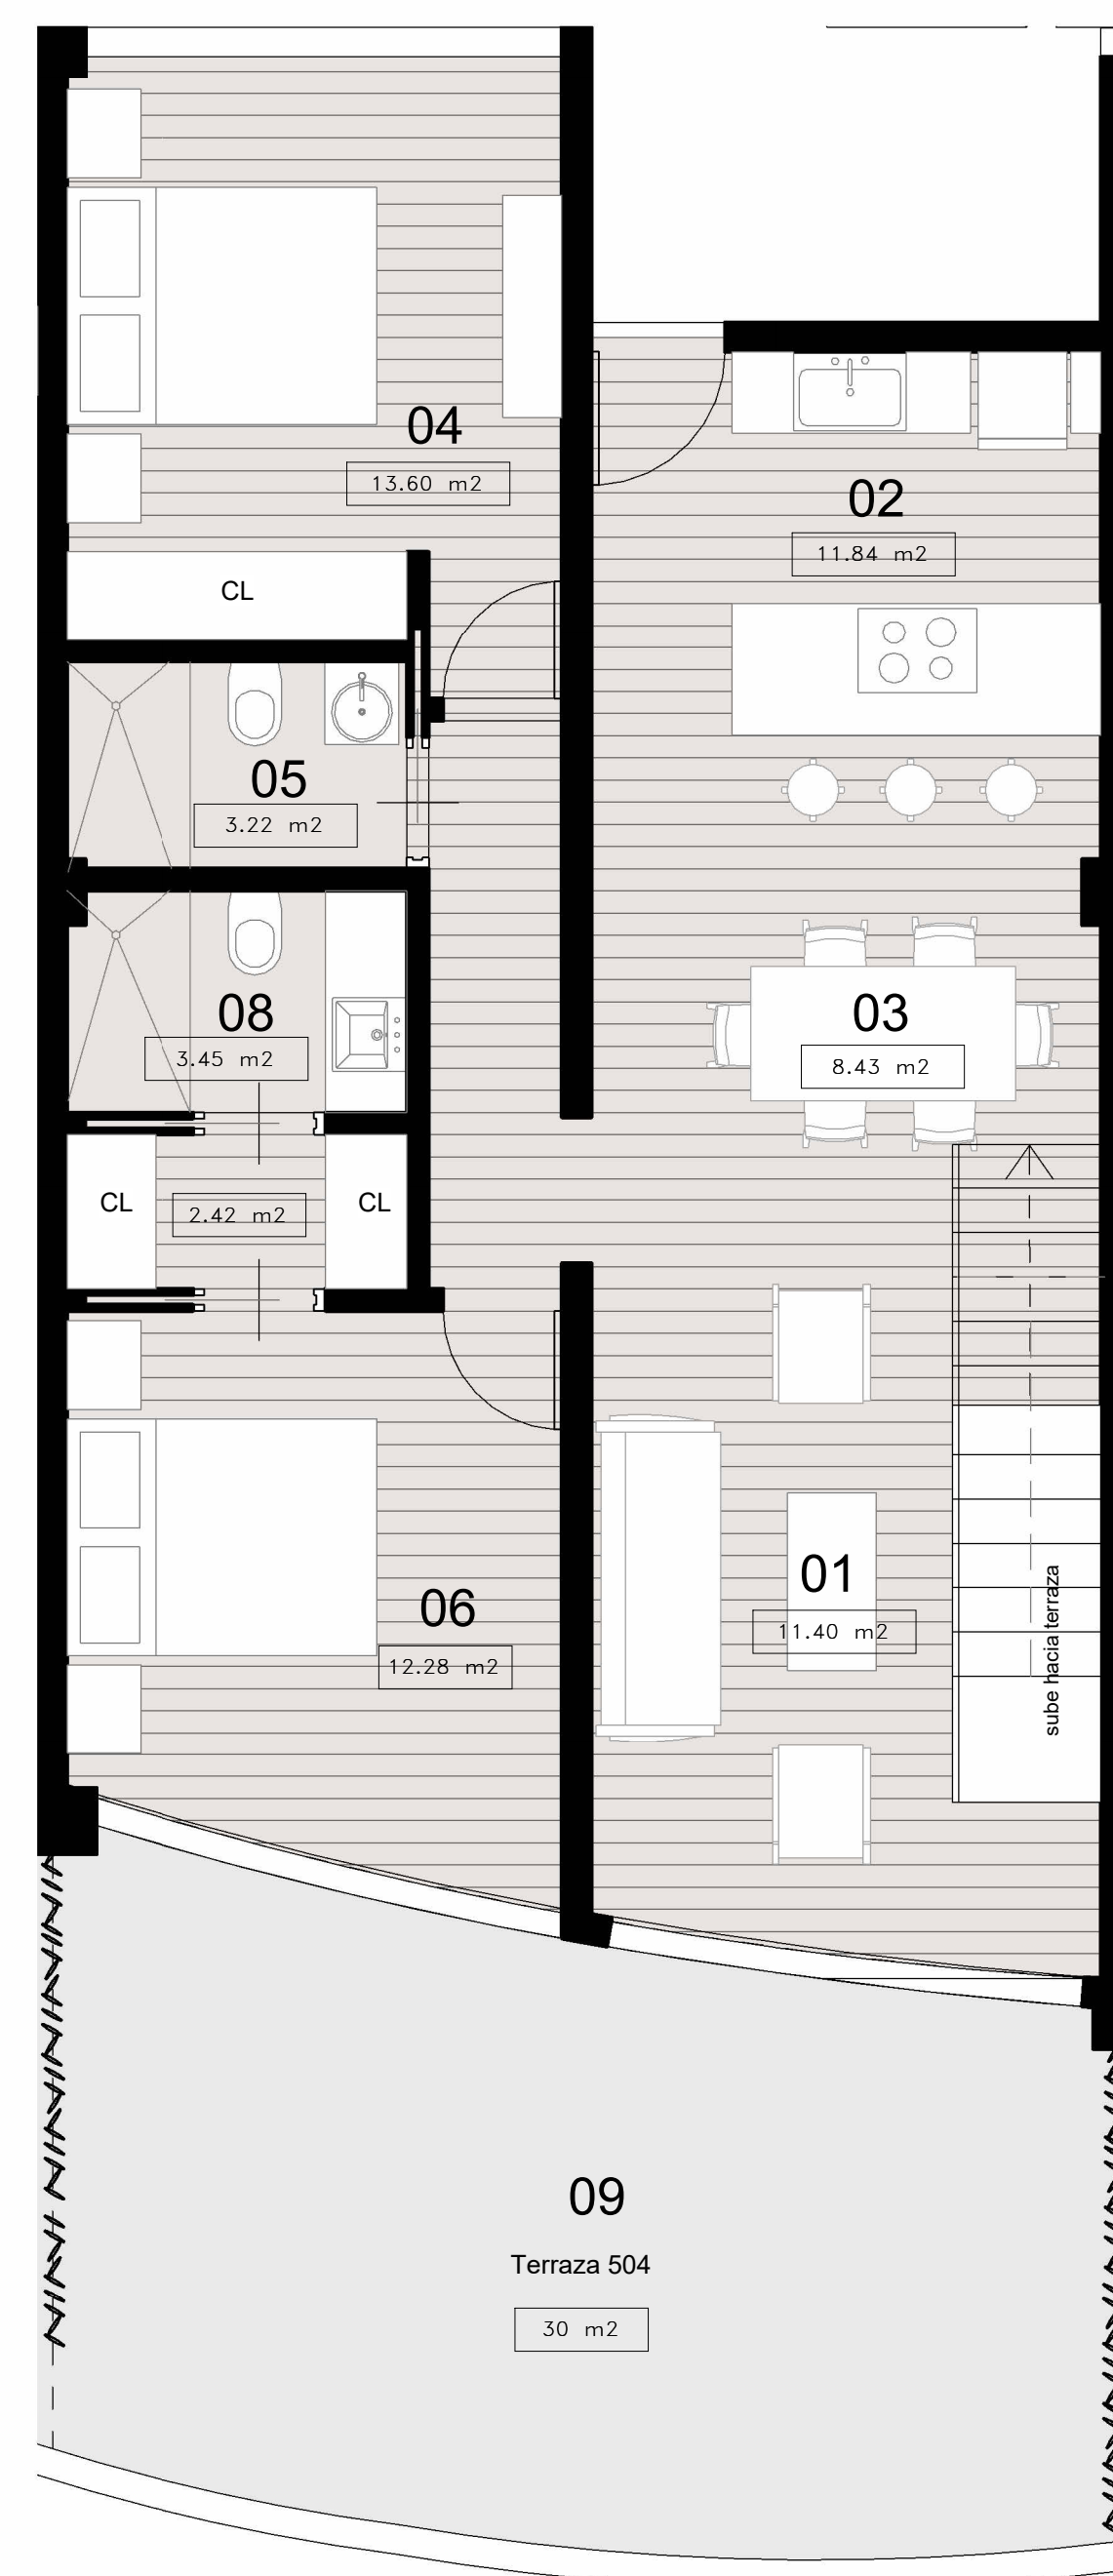 04
13.60 m2
02
11.84 m2
CL
05
3.22 m2
08
3.45 m2
03
8.43 m2
CL
2.42 m2
CL
06
12.28 m2
01
11.40 m2
sube hacia terraza
09
Terraza 504
30 m2